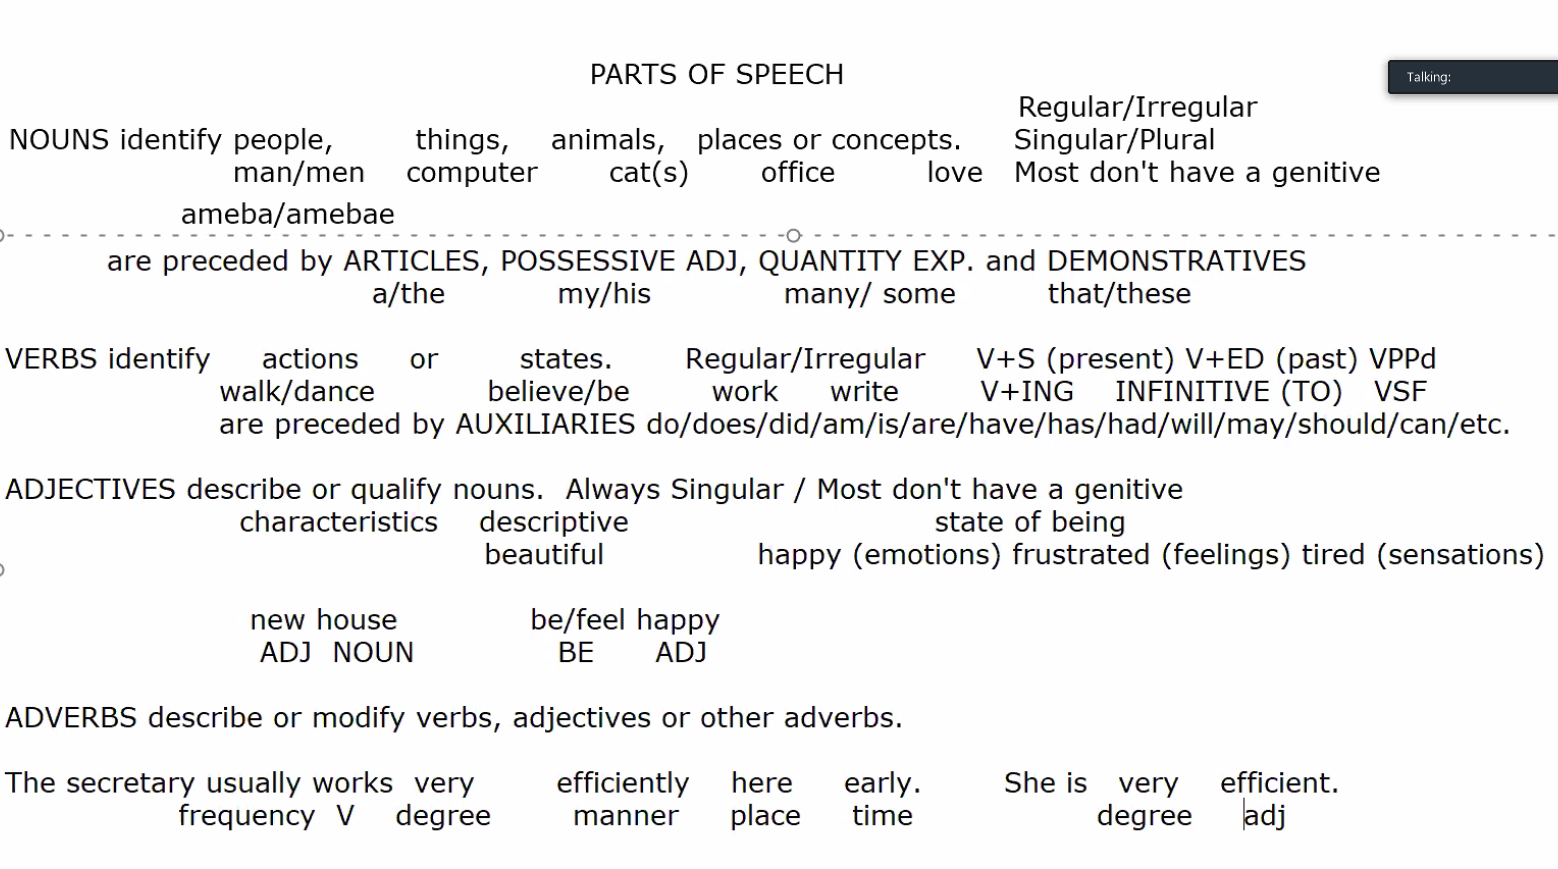 PARTS OF SPEECH
Talking:
Regular/Irregular
NOUNS identify people, things, animals, places or concepts. Singular/Plural
man/men computer cat(s) office love Most don't have a genitive
ameba/amebae
are preceded by ARTICLES, POSSESSIVE ADJ, QUANTITY EXP. and DEMONSTRATIVES
a/the my/his many/ some that/these
VERBS identify actions or states. Regular/Irregular V+S (present) V+ED (past) VPPd
walk/dance believe/be work write V+ING INFINITIVE (TO) VSF
are preceded by AUXILIARIES do/does/did/am/is/are/have/has/had/will/may/should/can/etc.
ADJECTIVES describe or qualify nouns. Always Singular / Most don't have a genitive
characteristics descriptive state of being
beautiful happy (emotions) frustrated (feelings) tired (sensations)
new house be/feel happy
ADJ NOUN BE ADJ
ADVERBS describe or modify verbs, adjectives or other adverbs.
The secretary usually works very efficiently here early. She is very efficient.
frequency V degree manner place time degree adj